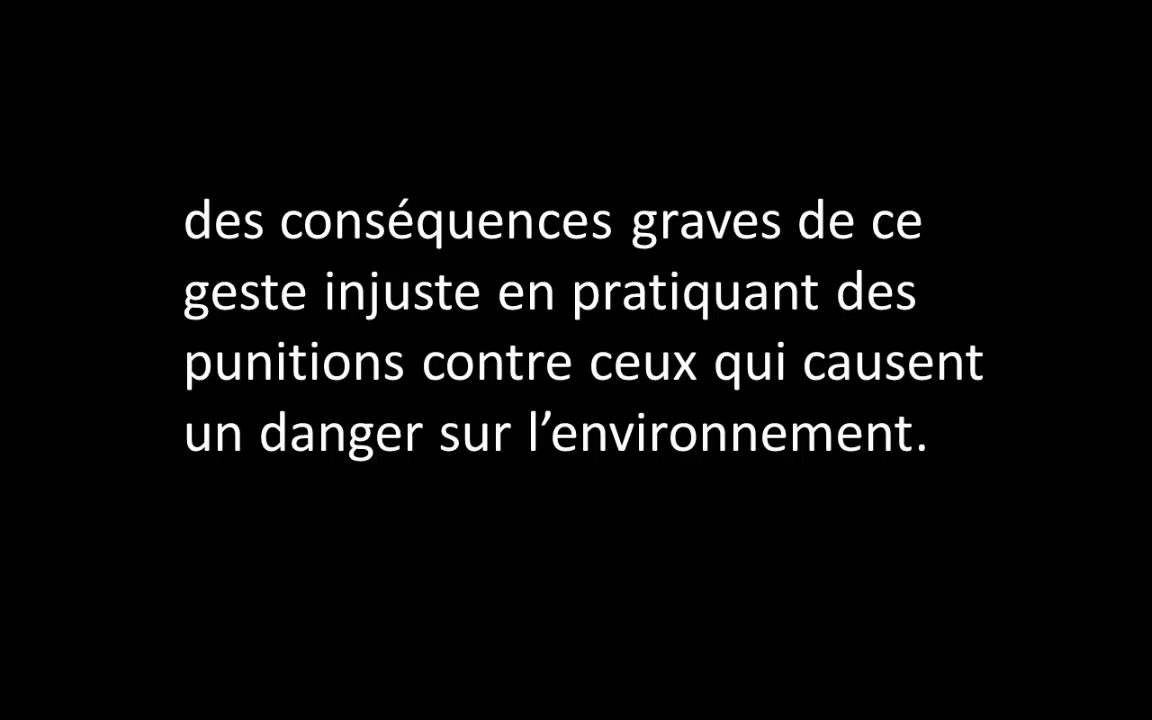 des conséquences graves de ce
geste injuste en pratiquant des
punitions contre ceux qui causent
un danger sur l’environnement.